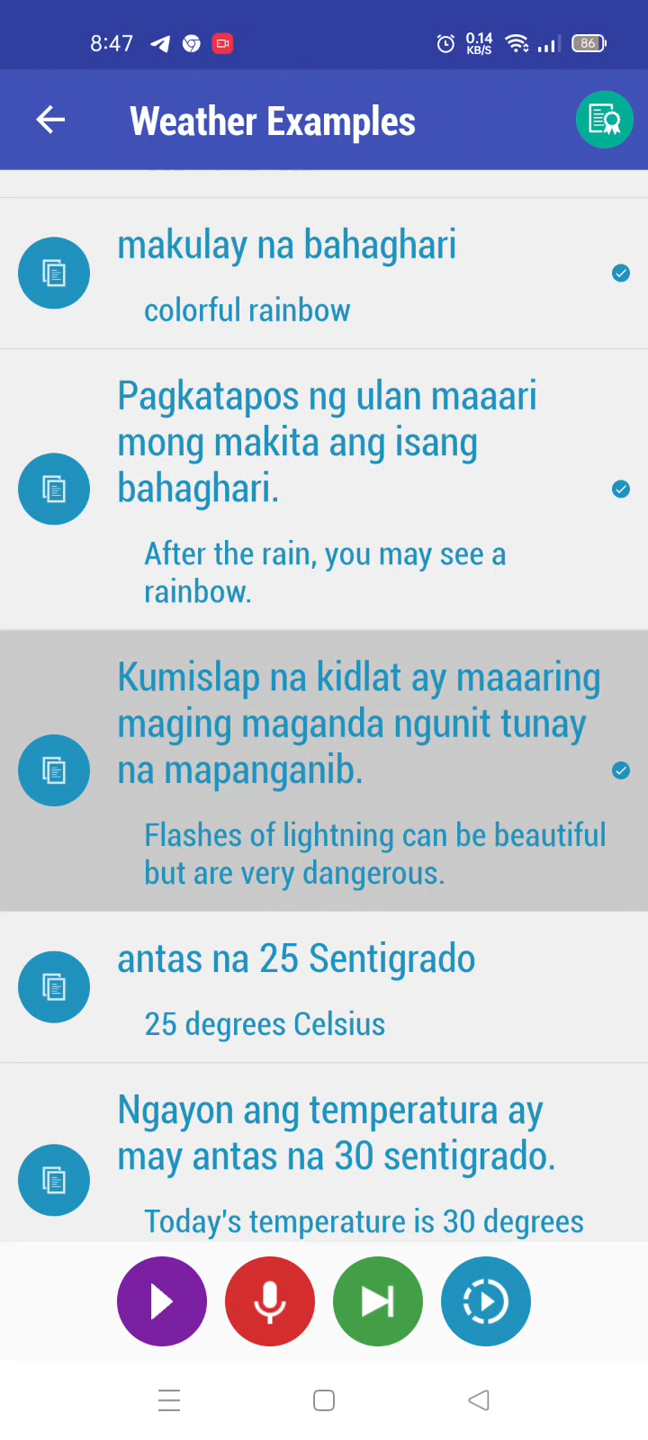 8:47
0.14
KB/S
86
Weather Examples
makulay na bahaghari
colorful rainbow
Pagkatapos ng ulan maaari
mong makita ang isang
bahaghari.
After the rain, you may see a
rainbow.
Kumislap na kidlat ay maaaring
maging maganda ngunit tunay
na mapanganib.
Flashes of lightning can be beautiful
but are very dangerous.
antas na 25 Sentigrado
25 degrees Celsius
Ngayon ang temperatura ay
may antas na 30 sentigrado.
Today's temperature is 30 degrees